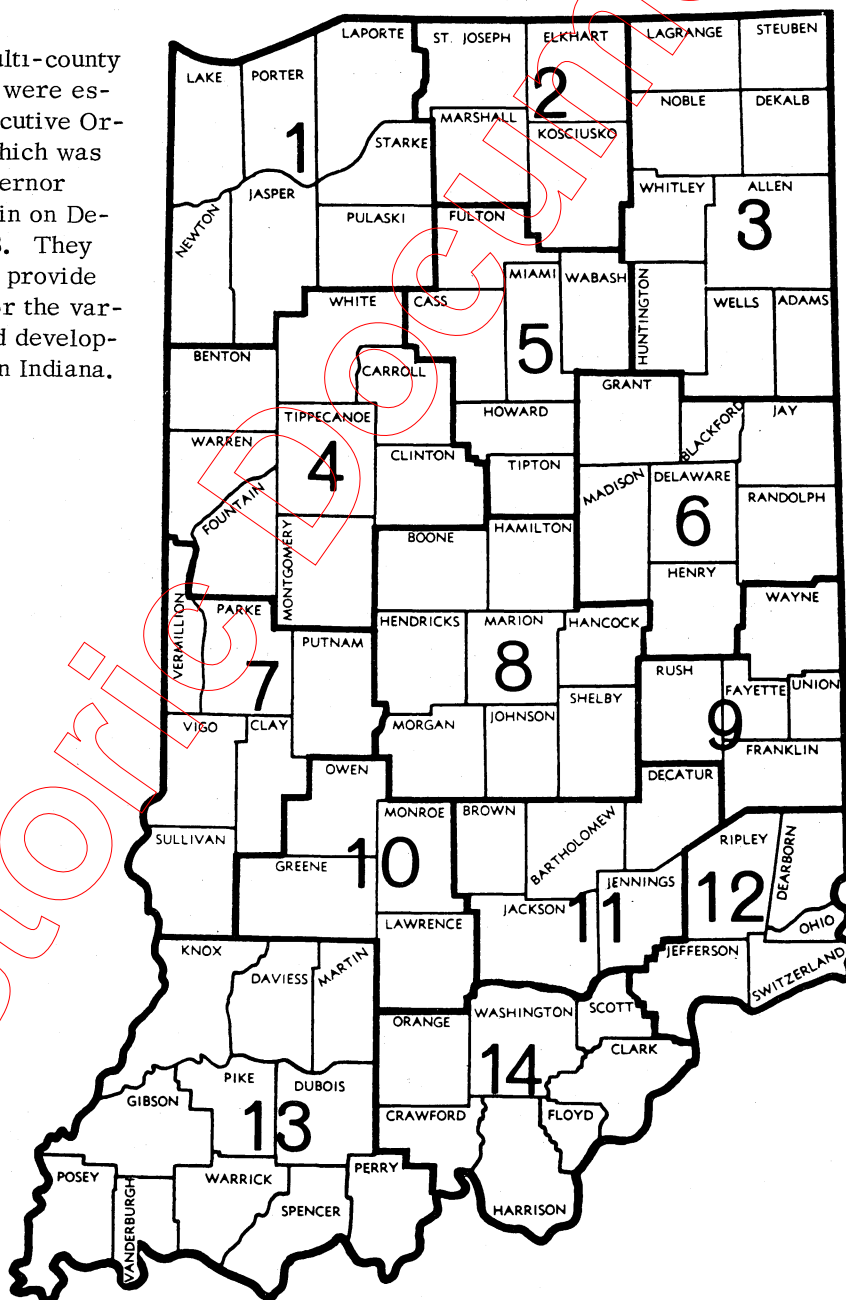 ulti-county
were es-
ecutive Or-
hich was
ernor
in on De-
. They
provide
or the var-
d develop-
n Indiana.
LAPORTE
ST. JOSEPH
ELKHART
LAGRANGE
STEUBEN
LAKE
PORTER
2
NOBLE
DEKALB
MARSHALL
KOSCIUSKO
1
STARKE
JASPER
WHITLEY
ALLEN
NEWTON
PULASKI
FULTON
3
MIAMI
WABASH
HUNTINGTON
WHITE
CASS
WELLS
ADAMS
5
BENTON
CARROLL
GRANT
TIPPECANOE
HOWARD
BLACKFORD
JAY
WARREN
4
CLINTON
TIPTON
MADISON
DELAWARE
FOUNTAIN
6
RANDOLPH
MONTGOMERY
BOONE
HAMILTON
HENRY
VERMILLION
PARKE
WAYNE
PUTNAM
HENDRICKS
MARION
HANCOCK
7
8
RUSH
FAYETTE
UNION
SHELBY
VIGO
CLAY
MORGAN
JOHNSON
9
FRANKLIN
OWEN
DECATUR
MONROE
BROWN
BARTHOLOMEW
SULLIVAN
RIPLEY
DEARBORN
GREENE
10
JENNINGS
12
JACKSON
11
LAWRENCE
OHIO
KNOX
JEFFERSON
DAVIESS
MARTIN
SWITZERLAND
ORANGE
WASHINGTON
SCOTT
CLARK
14
PIKE
DUBOIS
GIBSON
13
CRAWFORD
FLOYD
POSEY
VANDERBURGH
WARRICK
PERRY
SPENCER
HARRISON
storic Docum